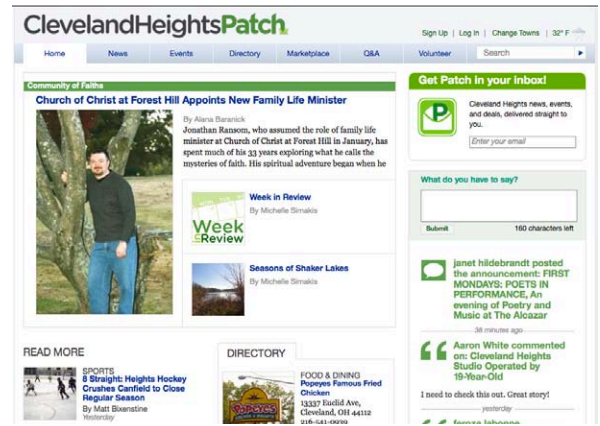 ClevelandHeightsPatch
Sign Up | Log In | Change Towns | 32° F
Home
News
Events
Directory
Marketplace
Q&A
Volunteer
Search
Community of Faiths
Church of Christ at Forest Hill Appoints New Family Life Minister
By Alana Baranick
Jonathan Ransom, who assumed the role of family life
minister at Church of Christ at Forest Hill in January, has
spent much of his 33 years exploring what he calls the
mysteries of faith. His spiritual adventure began when he
Week
in
Review
Week in Review
By Michelle Simakis
Seasons of Shaker Lakes
By Michelle Simakis
READ MORE
SPORTS
8 Straight: Heights Hockey
Crushes Canfield to Close
Regular Season
By Matt Bixenstine
Yesterday
DIRECTORY
POPEYES
FOOD & DINING
Popeyes Famous Fried
Chicken
13337 Euclid Ave,
Cleveland, OH 44112
216-541-0939
Get Patch in your inbox!
P
Cleveland Heights news, events,
and deals, delivered straight to
you.
Enter your email
What do you have to say?
Submit
160 characters left
janet hildebrandt posted
the announcement: FIRST
MONDAYS: POETS IN
PERFORMANCE, An
evening of Poetry and
Music at The Alcazar
38 minutes ago
Aaron White commented
on: Cleveland Heights
Studio Operated by
19-Year-Old
I need to check this out. Great story!
yesterday